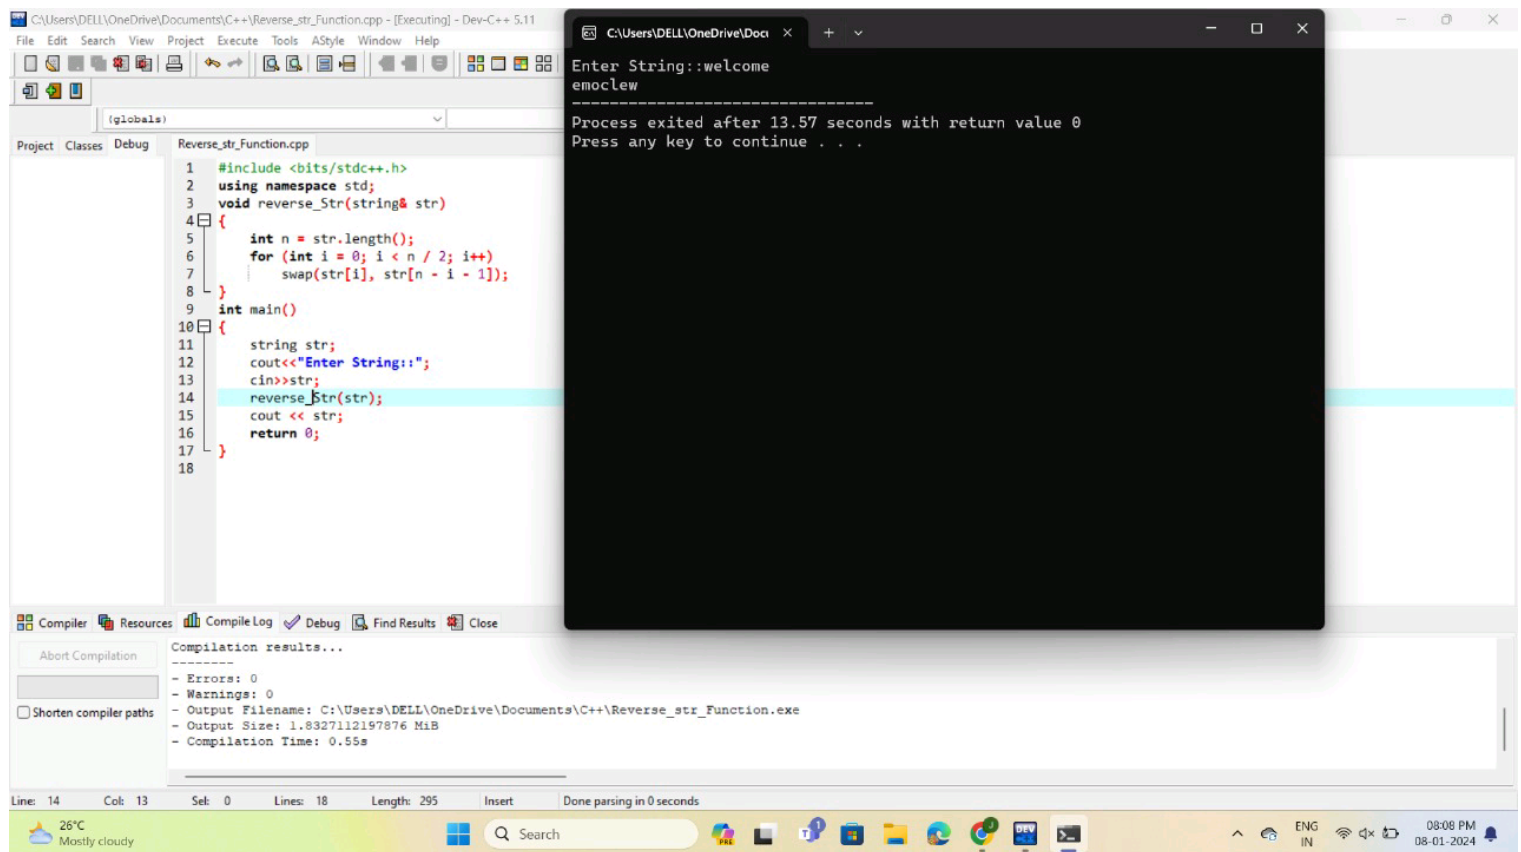 C:\Users\DELL\OneDrive\Documents\C++\Reverse_str_Function.cpp - [Executing] - Dev-C++ 5.11
File Edit Search View Project Execute Tools AStyle Window Help
(globals)
Project Classes Debug
Reverse_str_Function.cpp
1 #include <bits/stdc++.h>
2 using namespace std;
3 void reverse_Str(string& str)
4 {
5 int n = str.length();
6 for (int i = 0; i < n / 2; i++)
7 swap(str[i], str[n - i - 1]);
8 }
9 int main()
10 {
11 string str;
12 cout<<"Enter String::";
13 cin>>str;
14 reverse_Str(str);
15 cout << str;
16 return 0;
17 }
18
C:\Users\DELL\OneDrive\Docu
Enter String::welcome
emoclew
--------------------------------
Process exited after 13.57 seconds with return value 0
Press any key to continue . . .
Compiler Resources Compile Log Debug Find Results Close
Abort Compilation
Shorten compiler paths
Compilation results...
--------
- Errors: 0
- Warnings: 0
- Output Filename: C:\Users\DELL\OneDrive\Documents\C++\Reverse_str_Function.exe
- Output Size: 1.8327112197876 MiB
- Compilation Time: 0.55s
Line: 14 Col: 13 Sel: 0 Lines: 18 Length: 295 Insert Done parsing in 0 seconds
26°C
Mostly cloudy
Search
PRE
1
J
DEV
ENG
IN
08:08 PM
08-01-2024